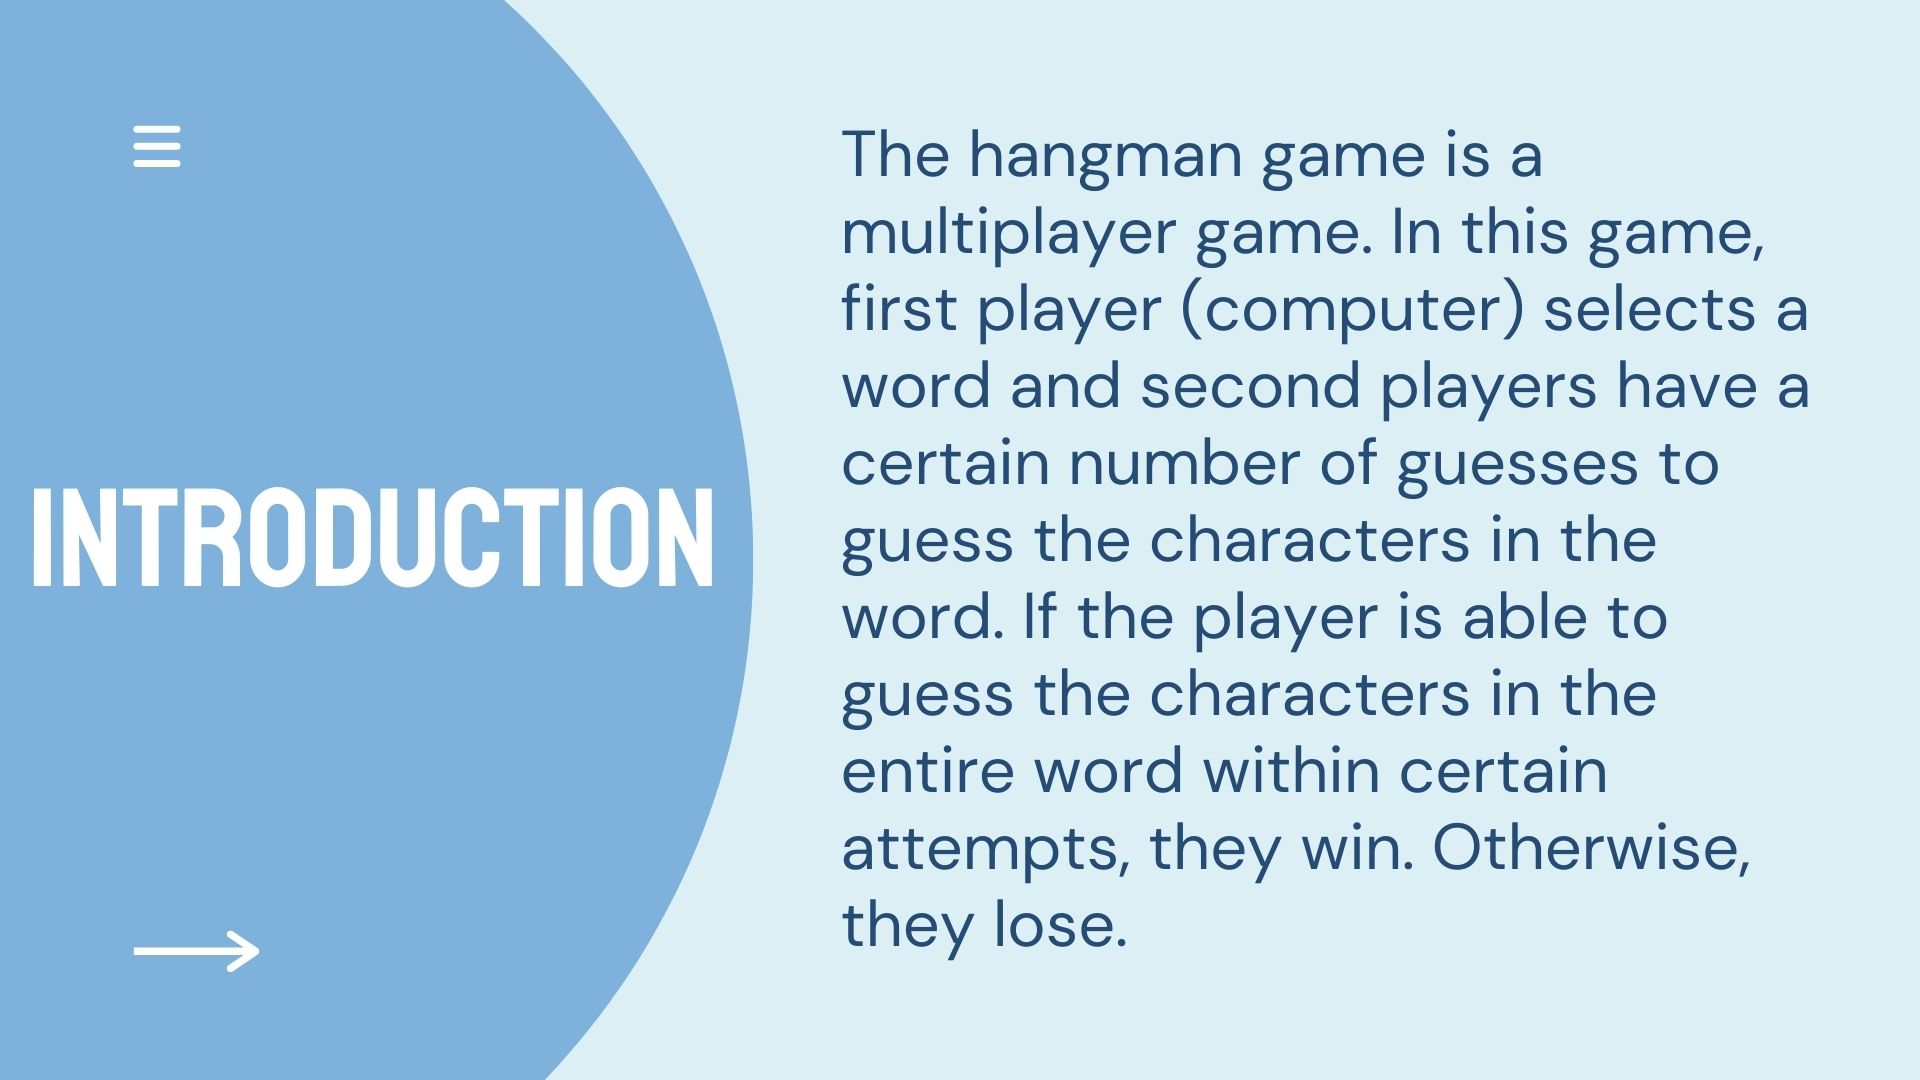 INTRODUCTION
The hangman game is a
multiplayer game. In this game,
first player (computer) selects a
word and second players have a
certain number of guesses to
guess the characters in the
word. If the player is able to
guess the characters in the
entire word within certain
attempts, they win. Otherwise,
they lose.